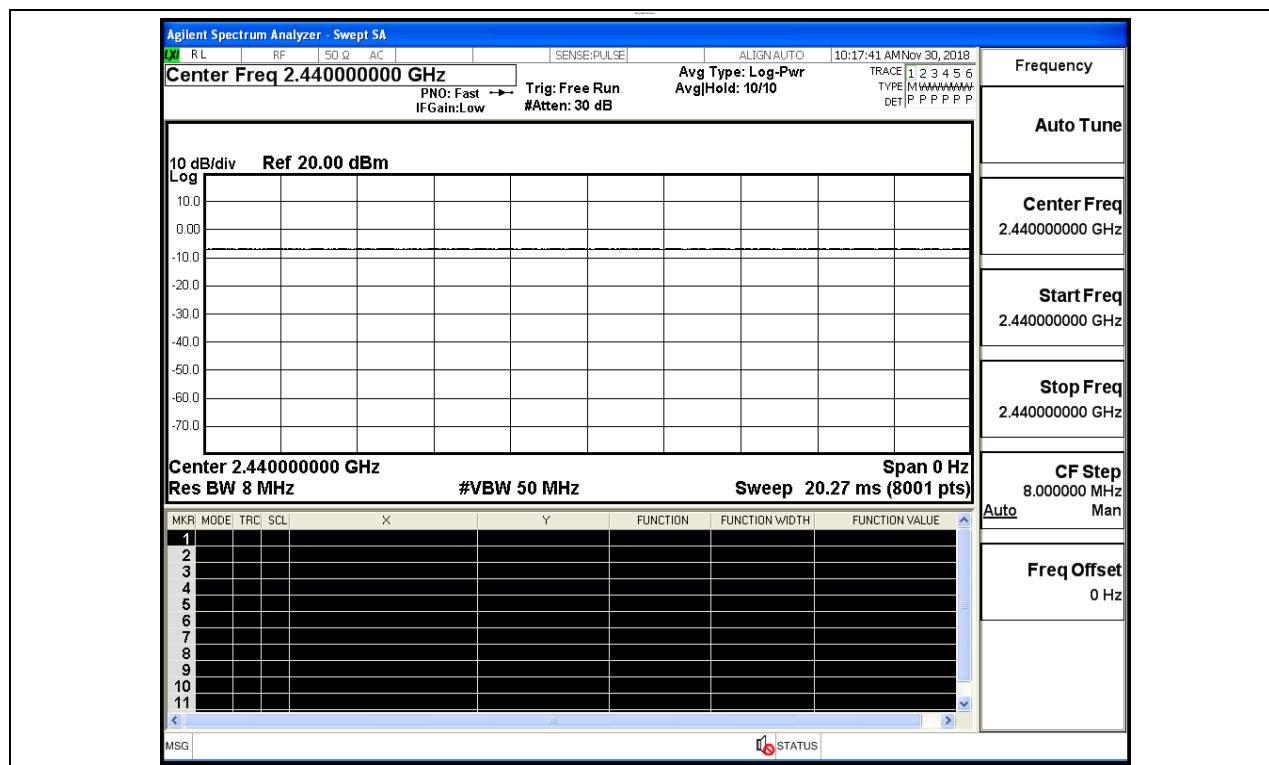 Agilent Spectrum Analyzer - Swept SA
LXI RL RF 50 Ω AC SENSE:PULSE ALIGN AUTO 10:17:41 AM Nov 30, 2018
Center Freq 2.440000000 GHz
PNO: Fast
IFGain:Low
Trig: Free Run
#Atten: 30 dB
Avg Type: Log-Pwr
Avg|Hold: 10/10
TRACE 1 2 3 4 5 6
TYPE M WWWWW
DET P P P P P P
10 dB/div Ref 20.00 dBm
Log
10.0
0.00
-10.0
-20.0
-30.0
-40.0
-50.0
-60.0
-70.0
Center 2.440000000 GHz Span 0 Hz
Res BW 8 MHz #VBW 50 MHz Sweep 20.27 ms (8001 pts)
MKR MODE TRC SCL X Y FUNCTION FUNCTION WIDTH FUNCTION VALUE
1
2
3
4
5
6
7
8
9
10
11
MSG STATUS
Frequency
Auto Tune
Center Freq
2.440000000 GHz
Start Freq
2.440000000 GHz
Stop Freq
2.440000000 GHz
CF Step
8.000000 MHz
Auto Man
Freq Offset
0 Hz